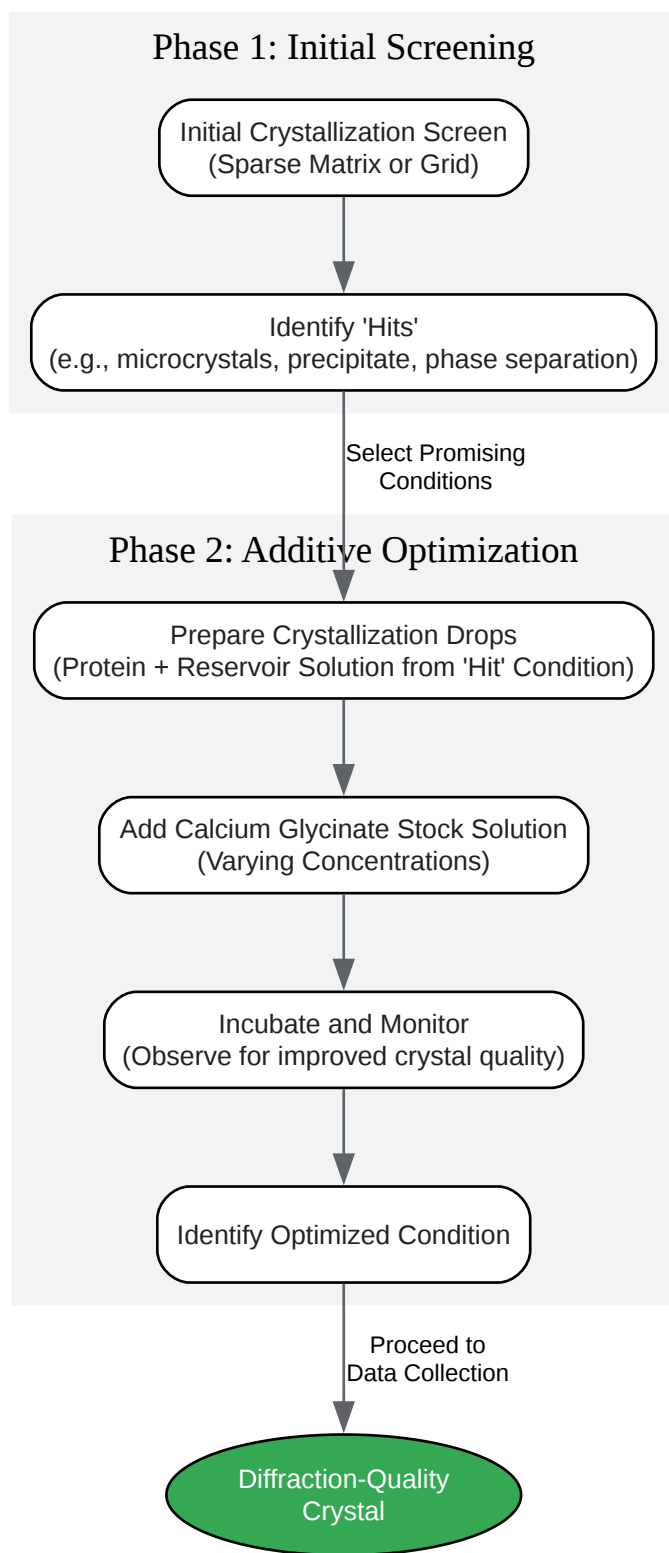 Phase 1: Initial Screening
Initial Crystallization Screen
(Sparse Matrix or Grid)
Identify 'Hits'
(e.g., microcrystals, precipitate, phase separation)
Select Promising
Conditions
Phase 2: Additive Optimization
Prepare Crystallization Drops
(Protein + Reservoir Solution from 'Hit' Condition)
Add Calcium Glycinate Stock Solution
(Varying Concentrations)
Incubate and Monitor
(Observe for improved crystal quality)
Identify Optimized Condition
Proceed to
Data Collection
Diffraction-Quality
Crystal